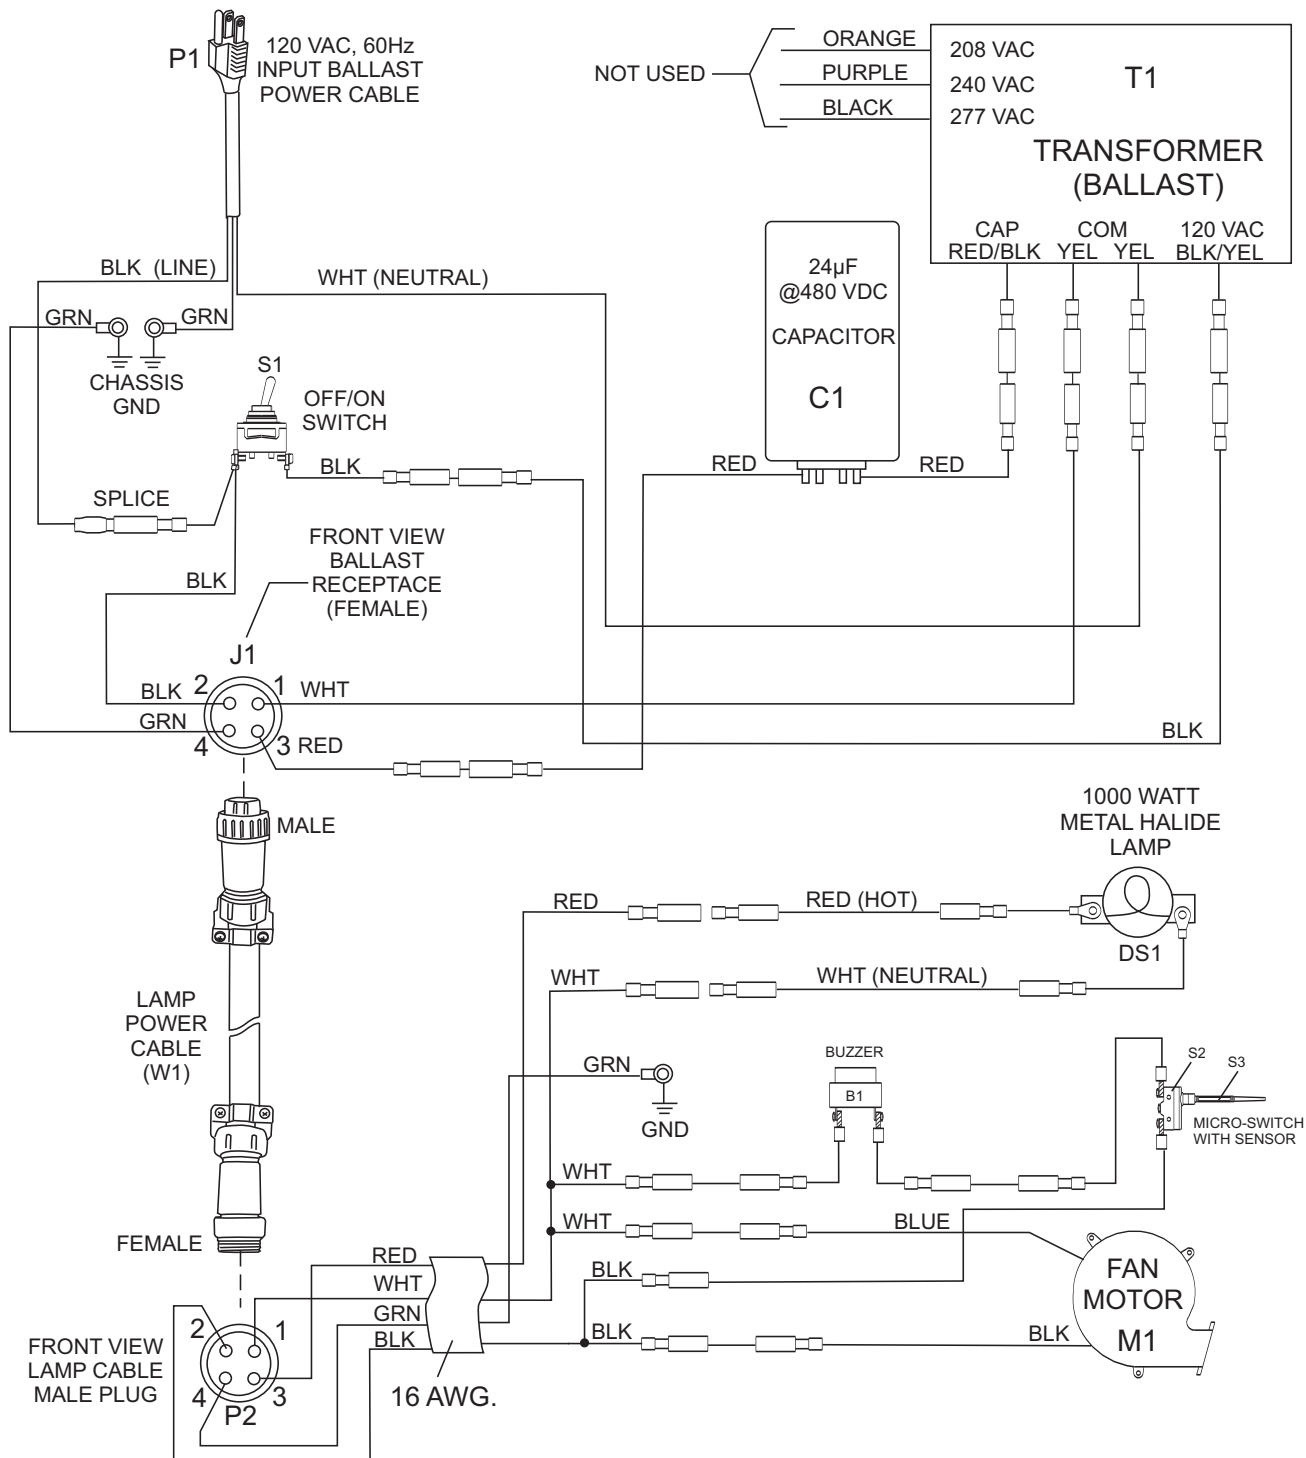 P1
120 VAC, 60Hz
INPUT BALLAST
POWER CABLE
NOT USED
ORANGE
PURPLE
BLACK
208 VAC
240 VAC
277 VAC
T1
TRANSFORMER
(BALLAST)
CAP
RED/BLK
COM
YEL YEL
120 VAC
BLK/YEL
BLK (LINE)
WHT (NEUTRAL)
GRN
GRN
CHASSIS
GND
S1
OFF/ON
SWITCH
24µF
@480 VDC
CAPACITOR
C1
BLK
RED
RED
SPLICE
FRONT VIEW
BALLAST
RECEPTACE
(FEMALE)
BLK
J1
BLK
2
1
WHT
GRN
4
3
RED
BLK
MALE
1000 WATT
METAL HALIDE
LAMP
RED
RED (HOT)
DS1
WHT
WHT (NEUTRAL)
LAMP
POWER
CABLE
(W1)
GRN
GND
BUZZER
B1
S2
S3
MICRO-SWITCH
WITH SENSOR
WHT
WHT
BLUE
FEMALE
RED
WHT
GRN
BLK
BLK
BLK
BLK
FAN
MOTOR
M1
2
1
4
3
P2
FRONT VIEW
LAMP CABLE
MALE PLUG
16 AWG.